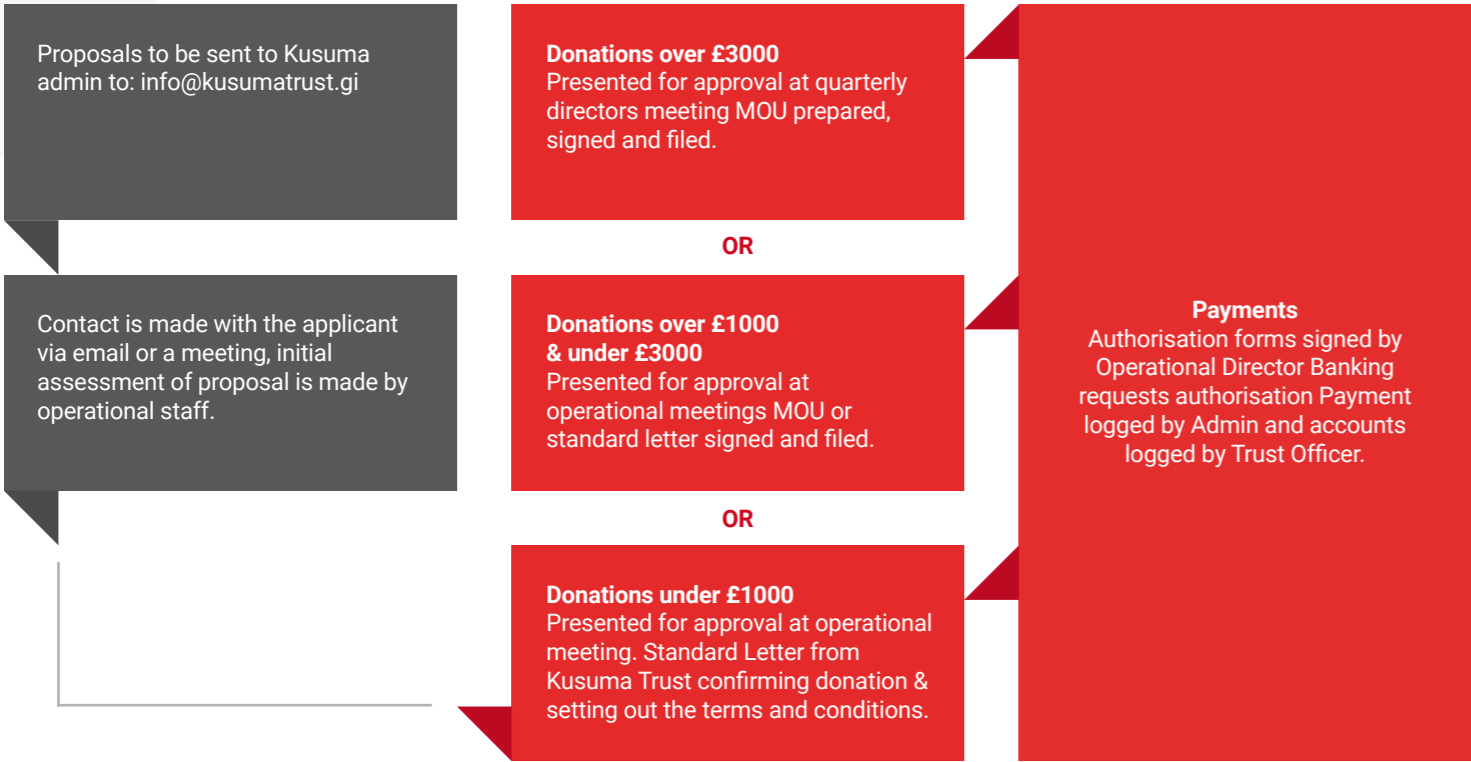 Proposals to be sent to Kusuma
admin to: info@kusumatrust.gi
Contact is made with the applicant
via email or a meeting, initial
assessment of proposal is made by
operational staff.
Donations over £3000
Presented for approval at quarterly
directors meeting MOU prepared,
signed and filed.
OR
Donations over £1000
& under £3000
Presented for approval at
operational meetings MOU or
standard letter signed and filed.
OR
Donations under £1000
Presented for approval at operational
meeting. Standard Letter from
Kusuma Trust confirming donation &
setting out the terms and conditions.
Payments
Authorisation forms signed by
Operational Director Banking
requests authorisation Payment
logged by Admin and accounts
logged by Trust Officer.